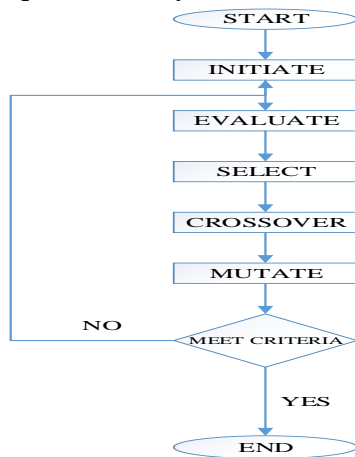 START
INITIATE
EVALUATE
SELECT
CROSSOVER
MUTATE
NO
MEET CRITERIA
YES
END